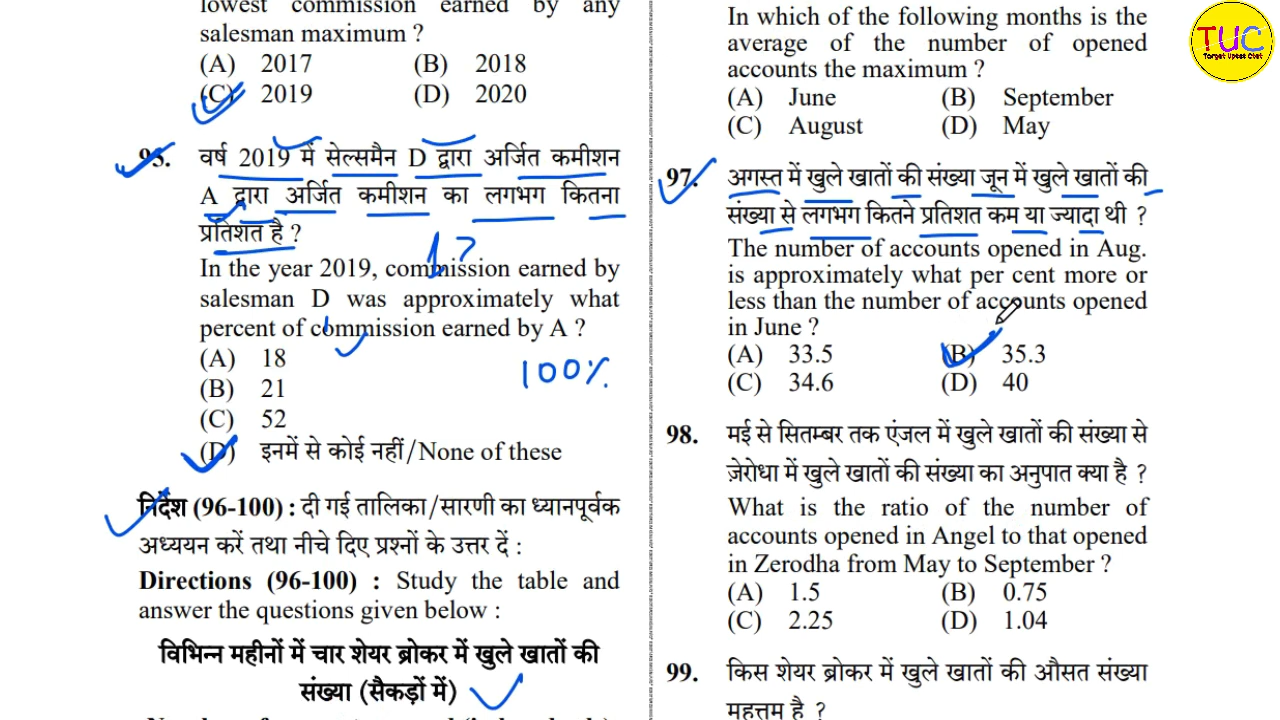 lowest commission earned by any
salesman maximum ?
(A) 2017 (B) 2018
(C) 2019 (D) 2020
95. वर्ष 2019 में सेल्समैन D द्वारा अर्जित कमीशन
A द्वारा अर्जित कमीशन का लगभग कितना
प्रतिशत है ?
1?
In the year 2019, commission earned by
salesman D was approximately what
percent of commission earned by A ?
(A) 18
100%
(B) 21
(C) 52
(D) इनमें से कोई नहीं/None of these
निर्देश (96-100) : दी गई तालिका/सारणी का ध्यानपूर्वक
अध्ययन करें तथा नीचे दिए प्रश्नों के उत्तर दें :
Directions (96-100) : Study the table and
answer the questions given below :
विभिन्न महीनों में चार शेयर ब्रोकर में खुले खातों की
संख्या (सैकड़ों में)
In which of the following months is the
average of the number of opened
accounts the maximum ?
(A) June (B) September
(C) August (D) May
97. अगस्त में खुले खातों की संख्या जून में खुले खातों की
संख्या से लगभग कितने प्रतिशत कम या ज्यादा थी ?
The number of accounts opened in Aug.
is approximately what per cent more or
less than the number of accounts opened
in June ?
(A) 33.5 (B) 35.3
(C) 34.6 (D) 40
98. मई से सितम्बर तक एंजल में खुले खातों की संख्या से
ज़ेरोधा में खुले खातों की संख्या का अनुपात क्या है ?
What is the ratio of the number of
accounts opened in Angel to that opened
in Zerodha from May to September ?
(A) 1.5 (B) 0.75
(C) 2.25 (D) 1.04
99. किस शेयर ब्रोकर में खुले खातों की औसत संख्या
महत्तम है ?
TUC
Target Upsss Ctet